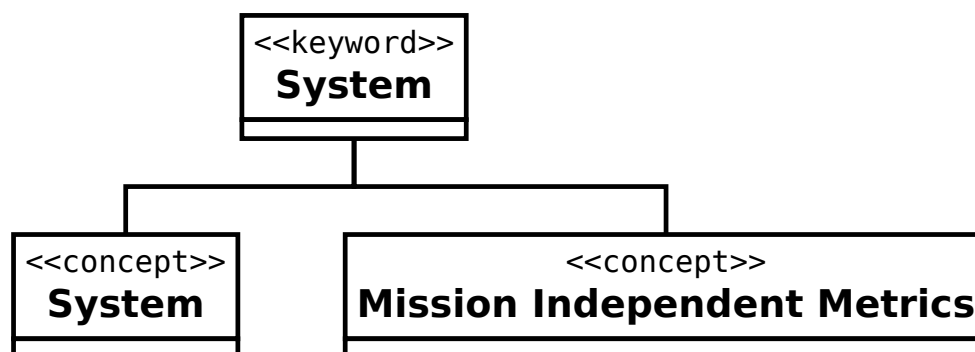 <<keyword>>
System
<<concept>>
System
<<concept>>
Mission Independent Metrics